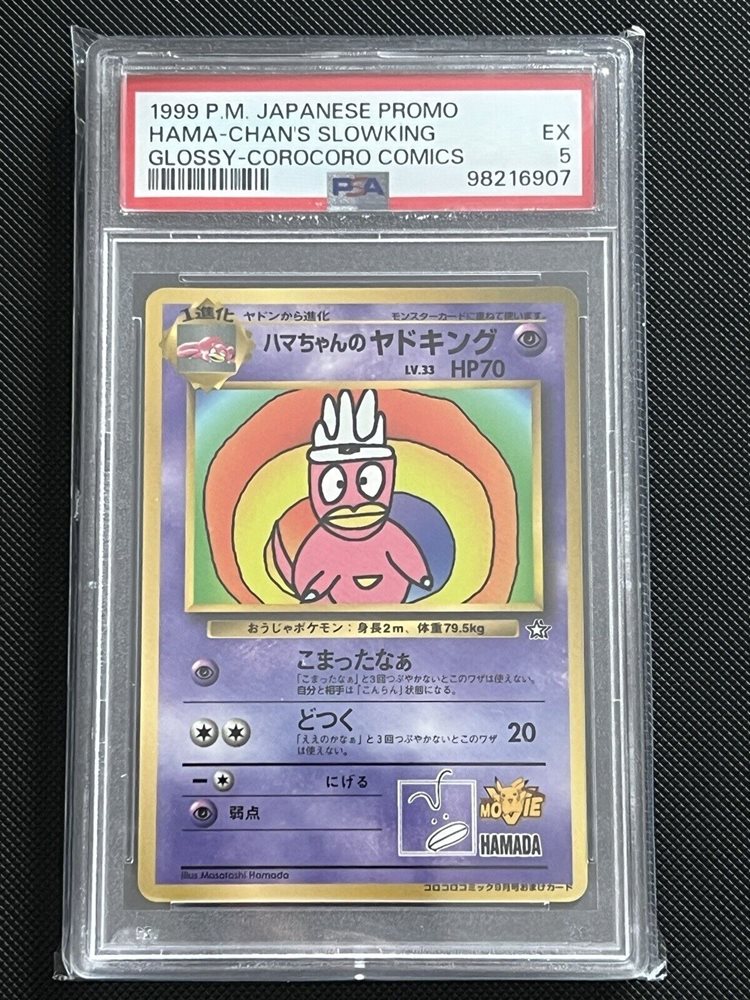 1999 P.M. JAPANESE PROMO
HAMA-CHAN'S SLOWKING EX
GLOSSY-COROCORO COMICS 5
PSA 98216907
1進化 ヤドンから進化 モンスターカードに重ねて使います。
ハマちゃんのヤドキング
LV.33 HP70
おうじゃポケモン：身長2m、体重79.5kg
こまったなぁ
「こまったなぁ」と3回つぶやかないとこのワザは使えない。
自分と相手は「こんらん」状態になる。
どつく 20
「ええのかなぁ」と3回つぶやかないとこのワザ
は使えない。
にげる
弱点
MOVIE
HAMADA
Illus. Masatoshi Hamada
コロコロコミック9月号おまけカード